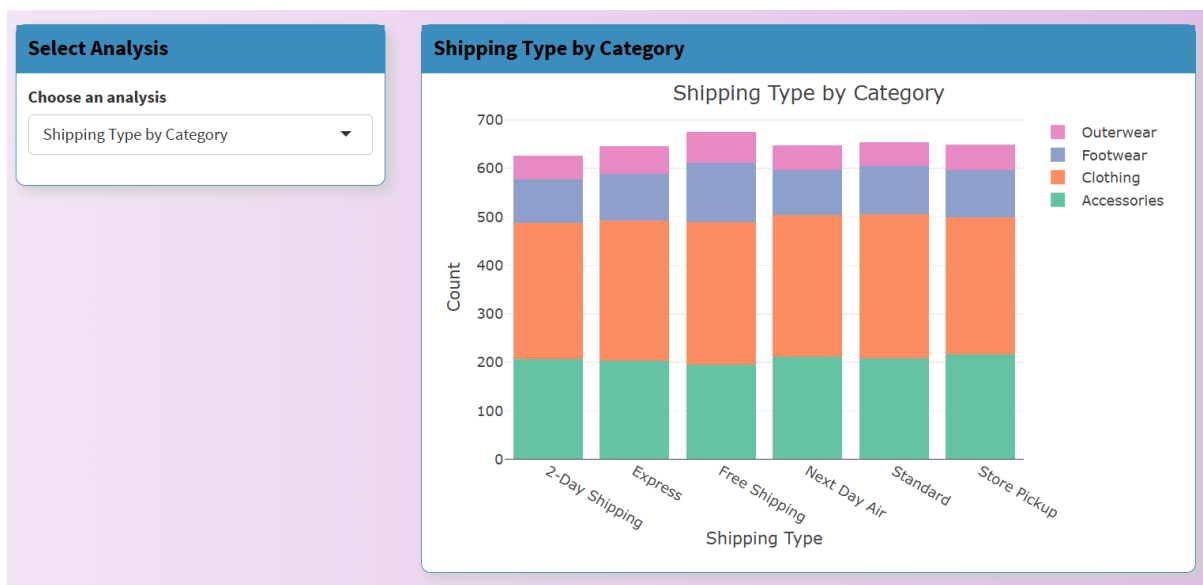 Select Analysis
Choose an analysis
Shipping Type by Category
Shipping Type by Category
Shipping Type by Category
700
600
500
400
300
200
100
0
Count
2-Day Shipping
Express
Free Shipping
Next Day Air
Standard
Store Pickup
Shipping Type
Outerwear
Footwear
Clothing
Accessories